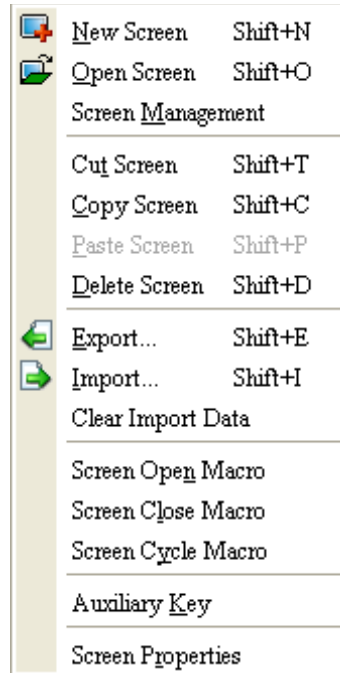 New Screen Shift+N
Open Screen Shift+O
Screen Management
Cut Screen Shift+T
Copy Screen Shift+C
Paste Screen Shift+P
Delete Screen Shift+D
Export... Shift+E
Import... Shift+I
Clear Import Data
Screen Open Macro
Screen Close Macro
Screen Cycle Macro
Auxiliary Key
Screen Properties